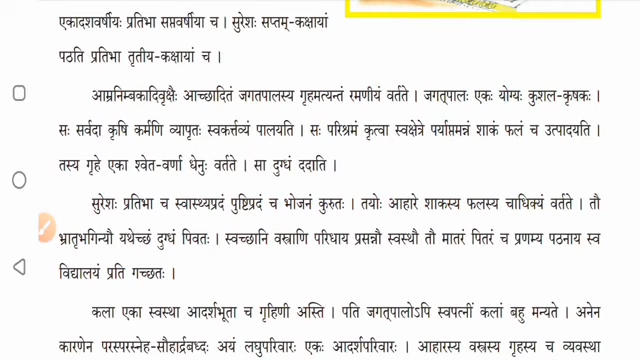 एकादशवर्षीयः प्रतिभा सप्तवर्षीया च। सुरेशः सप्तम्-कक्षायां
पठति प्रतिभा तृतीय-कक्षायां च ।
आम्रनिम्बकादिवृक्षैः आच्छादितं जगतपालस्य गृहमत्यन्तं रमणीयं वर्तते । जगत्पालः एकः योग्यः कुशल-कृषकः ।
सः सर्वदा कृषि कर्मणि व्यापृतः स्वकर्त्तव्यं पालयति । सः परिश्रमं कृत्वा स्वक्षेत्रे पर्याप्तमन्नं शाकं फलं च उत्पादयति ।
तस्य गृहे एका श्वेत-वर्णा धेनुः वर्तते । सा दुग्धं ददाति ।
सुरेशः प्रतिभा च स्वास्थ्यप्रदं पुष्टिप्रदं च भोजनं कुरुतः । तयोः आहारे शाकस्य फलस्य चाधिक्यं वर्तते । तौ
भ्रातृभगिन्यौ यथेच्छं दुग्धं पिवतः । स्वच्छानि वस्त्राणि परिधाय प्रसन्नौ स्वस्थौ तौ मातरं पितरं च प्रणम्य पठनाय स्व
विद्यालयं प्रति गच्छतः ।
कला एका स्वस्था आदर्शभूता च गृहिणी अस्ति । पति जगत्पालोऽपि स्वपत्नीं कलां बहु मन्यते । अनेन
कारणेन परस्परस्नेह-सौहार्द्रबध्दः अयं लघुपरिवारः एकः आदर्शपरिवारः । आहारस्य वस्त्रस्य गृहस्य च व्यवस्था